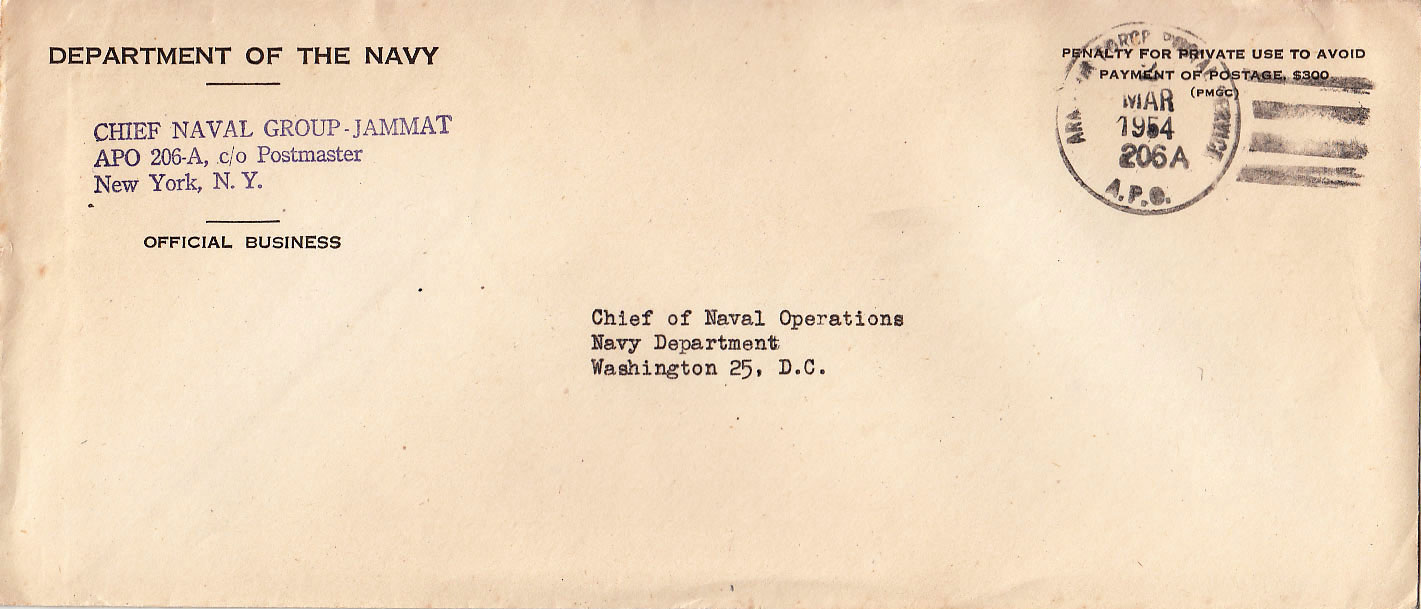 DEPARTMENT OF THE NAVY
CHIEF NAVAL GROUP-JAMMAT
APO 206-A, c/o Postmaster
New York, N. Y.
OFFICIAL BUSINESS
PENALTY FOR PRIVATE USE TO AVOID
PAYMENT OF POSTAGE, $300
(PMGC)
MAR
1954
206A
A.P.O.
Chief of Naval Operations
Navy Department
Washington 25, D.C.